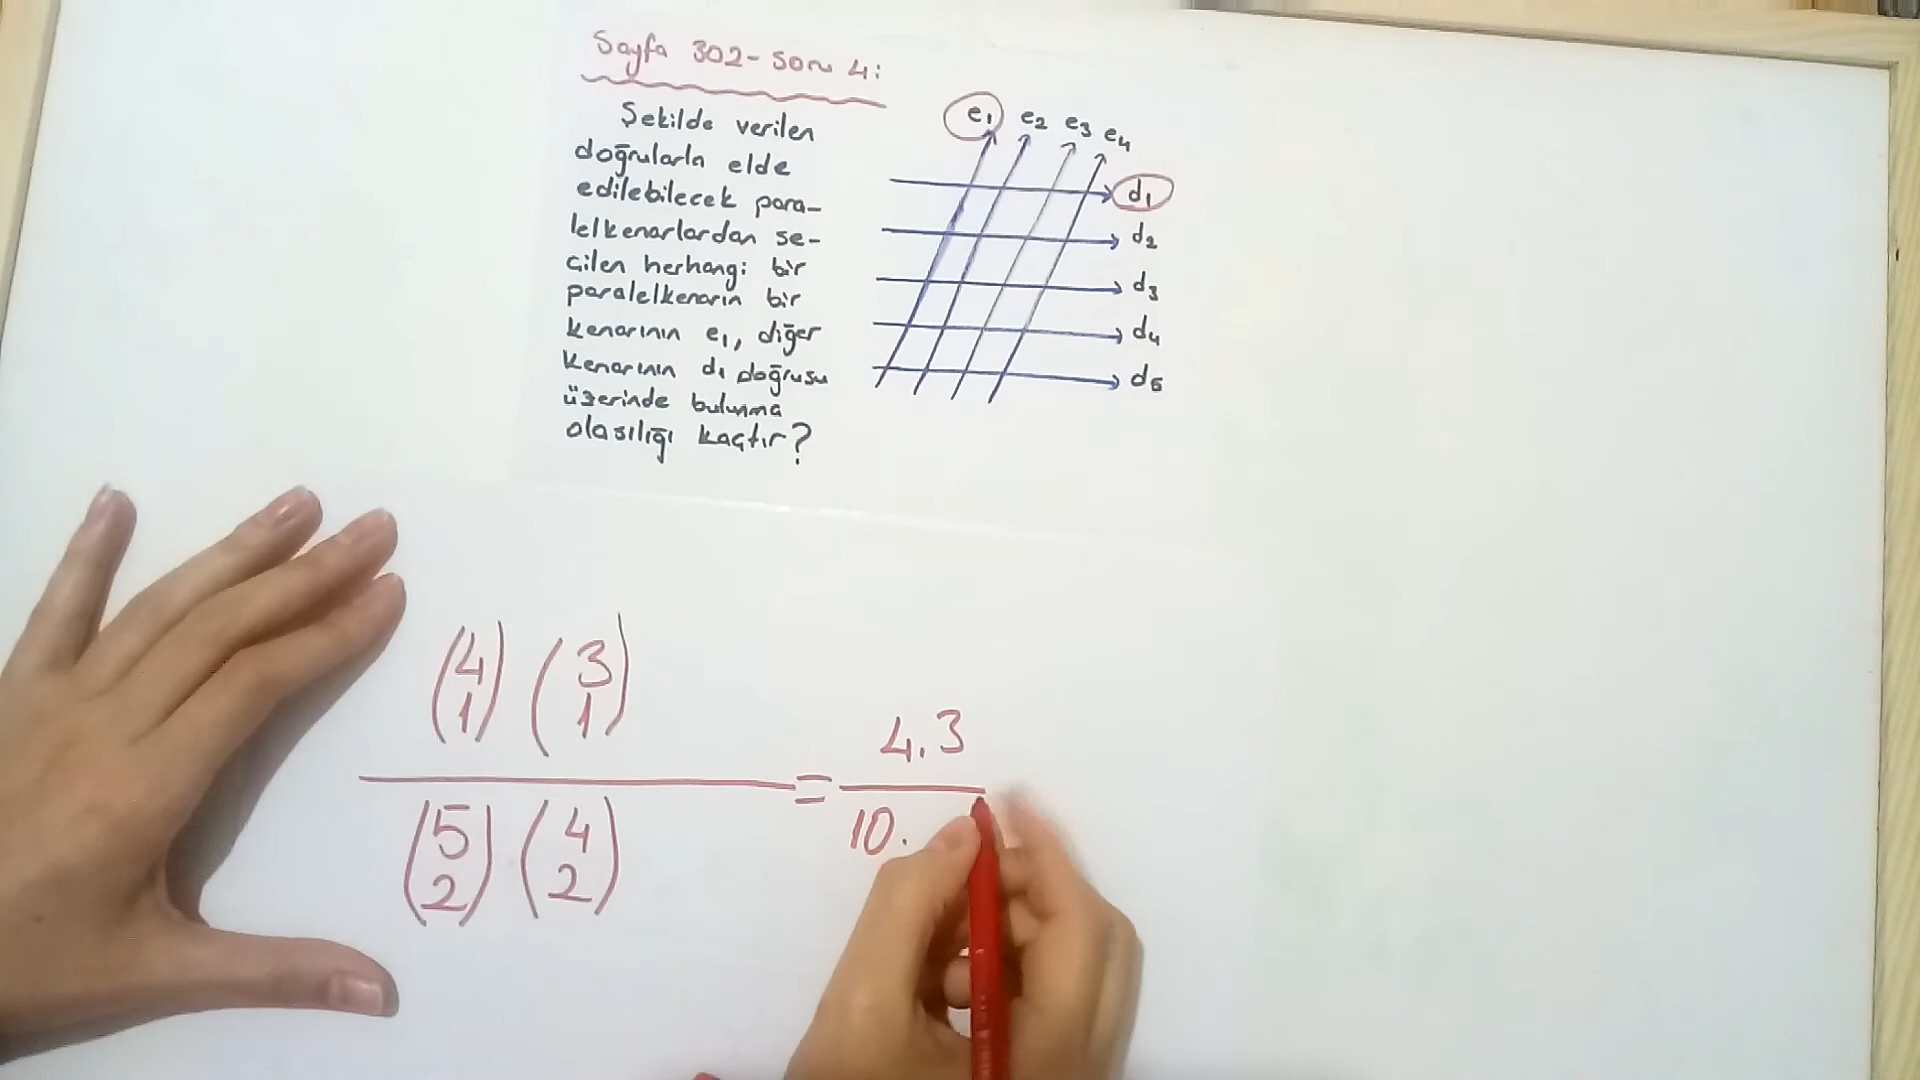 Sayfa 302- Soru 4:
Şekilde verilen
doğrularla elde
edilebilecek para-
lelkenarlardan se-
çilen herhangi bir
paralelkenarın bir
kenarının e₁, diğer
kenarının d₁ doğrusu
üzerinde bulunma
olasılığı kaçtır?
e₁ e₂ e₃ e₄
d₁
d₂
d₃
d₄
d₅
(4 1) (3 1)
(5 2) . (4 2)
=
4.3
10.